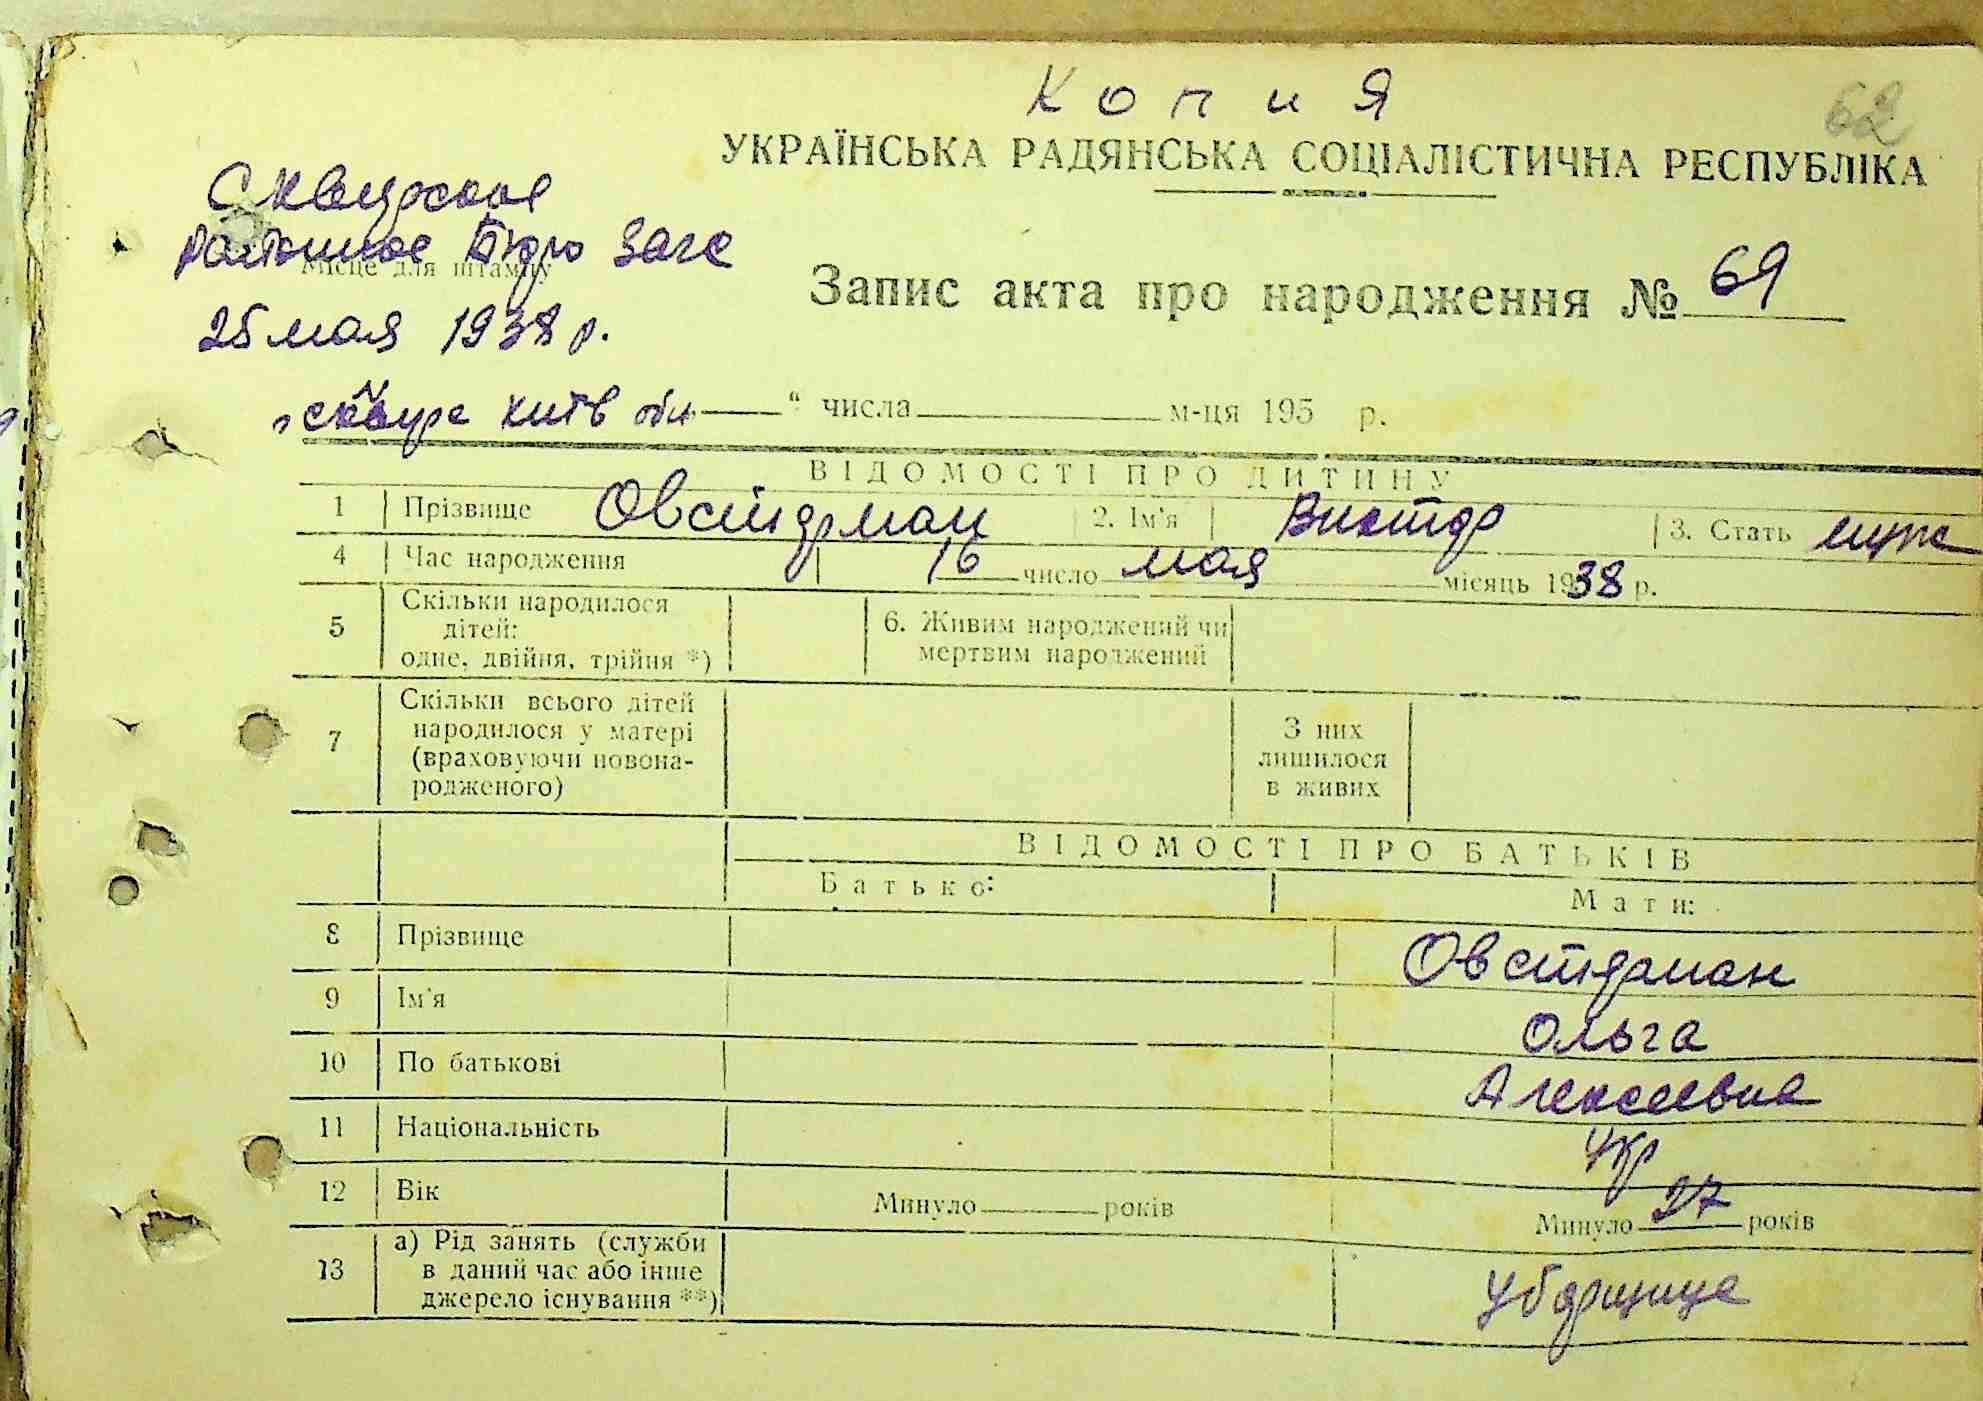 Копия
62
УКРАЇНСЬКА РАДЯНСЬКА СОЦІАЛІСТИЧНА РЕСПУБЛІКА
Сквирское
районное Бюро Загс
Місце для штампу
25 мая 1938 р.
Запис акта про народження № 69
Київ обл " числа м-ця 195 р.
ВІДОМОСТІ ПРО ДИТИНУ
1 Прізвище Овстдрман 2. Ім'я Виктор 3. Стать муж
4 Час народження 16 число мая місяць 1938 р.
5 Скільки народилося
дітей:
одне, двійня, трійня *)
6. Живим народжений чи
мертвим народжений
7 Скільки всього дітей
народилося у матері
(враховуючи новона-
родженого)
З них
лишилося
в живих
ВІДОМОСТІ ПРО БАТЬКІВ
Батько: Мати:
8 Прізвище
9 Ім'я Ольга
10 По батькові Алексеевна
11 Національність Укр
12 Вік Минуло років Минуло 27 років
13 а) Рід занять (служби
в даний час або інше
джерело існування **)
Уборщица